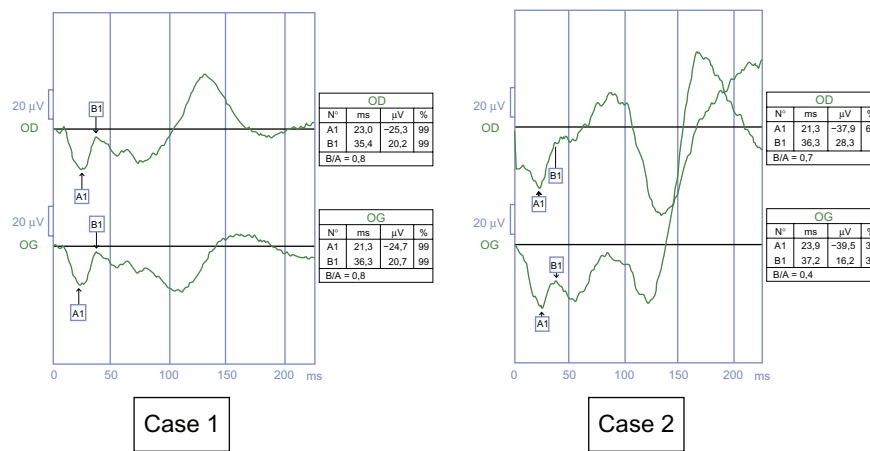 20 µV
OD
B1
A1
OD
N° ms µV %
A1 23,0 −25,3 99
B1 35,4 20,2 99
B/A = 0,8
20 µV
OG
B1
A1
OG
N° ms µV %
A1 21,3 −24,7 99
B1 36,3 20,7 99
B/A = 0,8
0 50 100 150 200 ms
Case 1
20 µV
OD
B1
A1
OD
N° ms µV %
A1 21,3 −37,9 6
B1 36,3 28,3
B/A = 0,7
20 µV
OG
B1
A1
OG
N° ms µV %
A1 23,9 −39,5 3
B1 37,2 16,2 3
B/A = 0,4
0 50 100 150 200
ms
Case 2